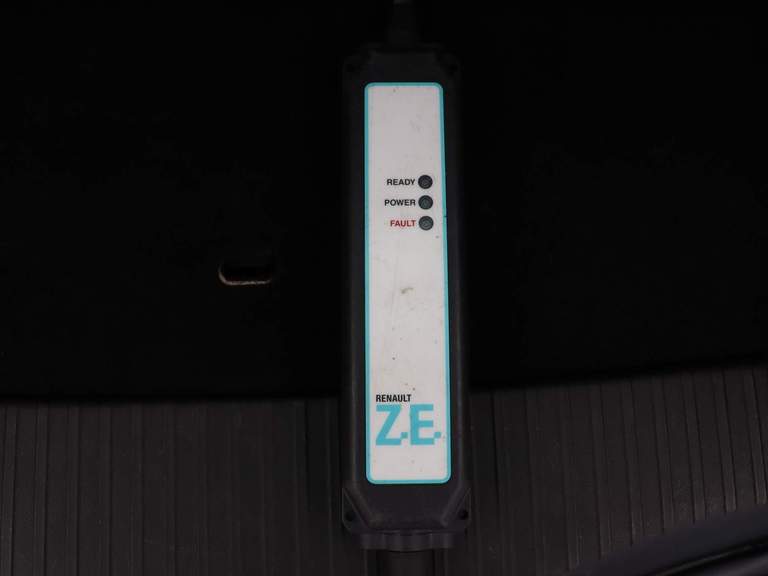 READY
POWER
FAULT
RENAULT
Z.E.